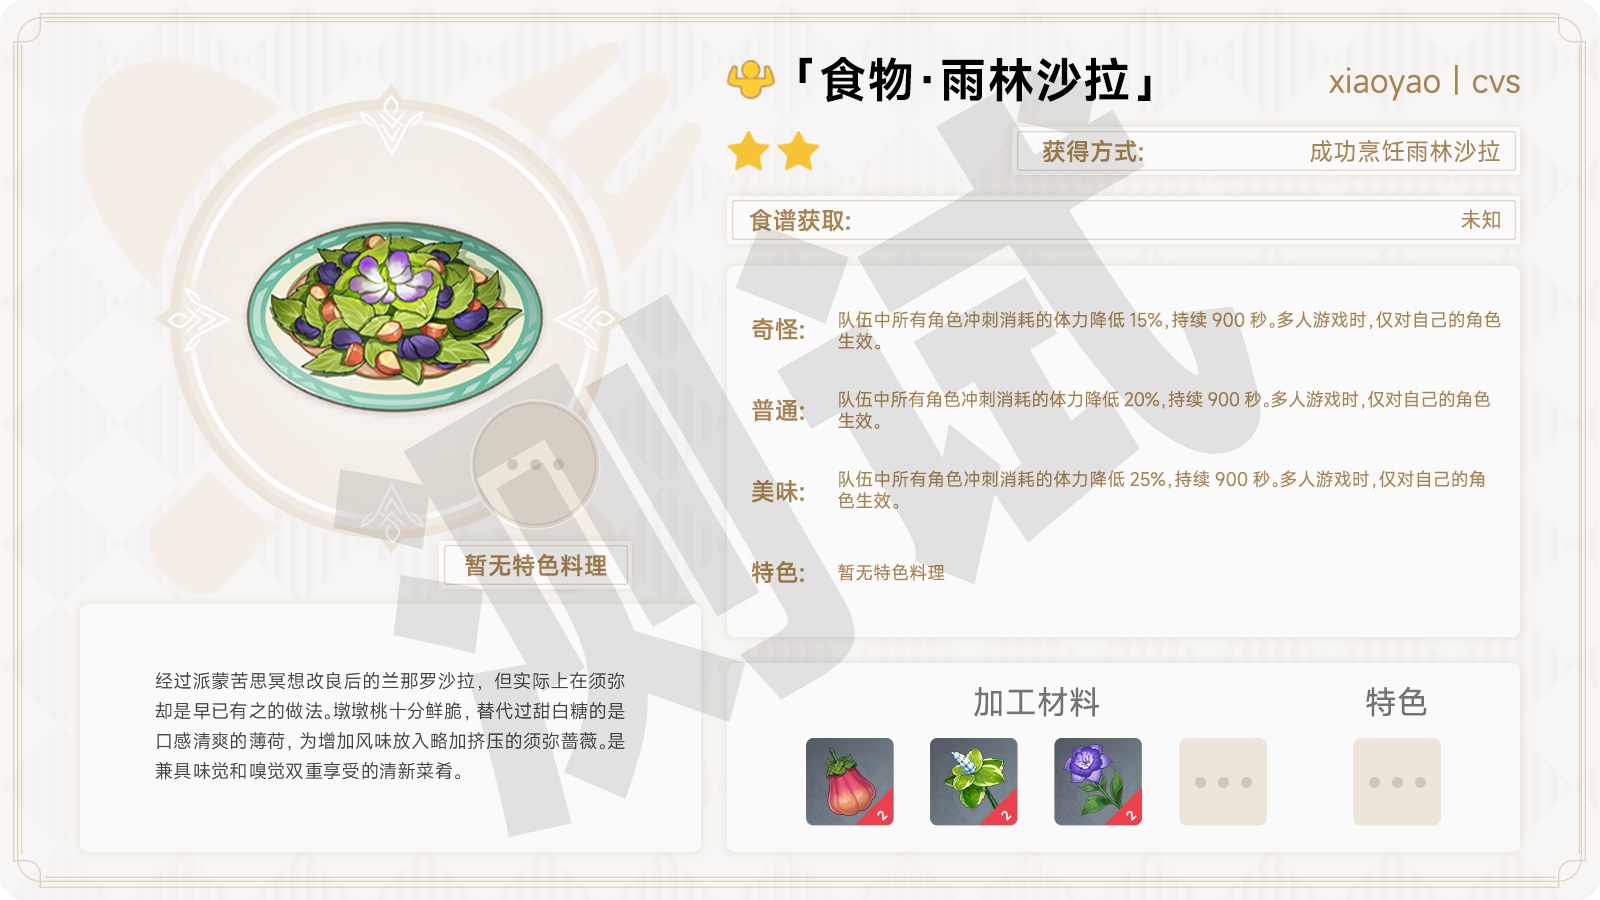 「食物·雨林沙拉」
xiaoyao | cvs
获得方式:
成功烹饪雨林沙拉
食谱获取:
未知
奇怪:
队伍中所有角色冲刺消耗的体力降低 15%,持续 900 秒。多人游戏时,仅对自己的角色
生效。
普通:
队伍中所有角色冲刺消耗的体力降低 20%,持续 900 秒。多人游戏时,仅对自己的角色
生效。
美味:
队伍中所有角色冲刺消耗的体力降低 25%,持续 900 秒。多人游戏时,仅对自己的角
色生效。
特色:
暂无特色料理
暂无特色料理
经过派蒙苦思冥想改良后的兰那罗沙拉，但实际上在须弥
却是早已有之的做法。墩墩桃十分鲜脆，替代过甜白糖的是
口感清爽的薄荷，为增加风味放入略加挤压的须弥蔷薇。是
兼具味觉和嗅觉双重享受的清新菜肴。
加工材料
特色
2
2
2
测试